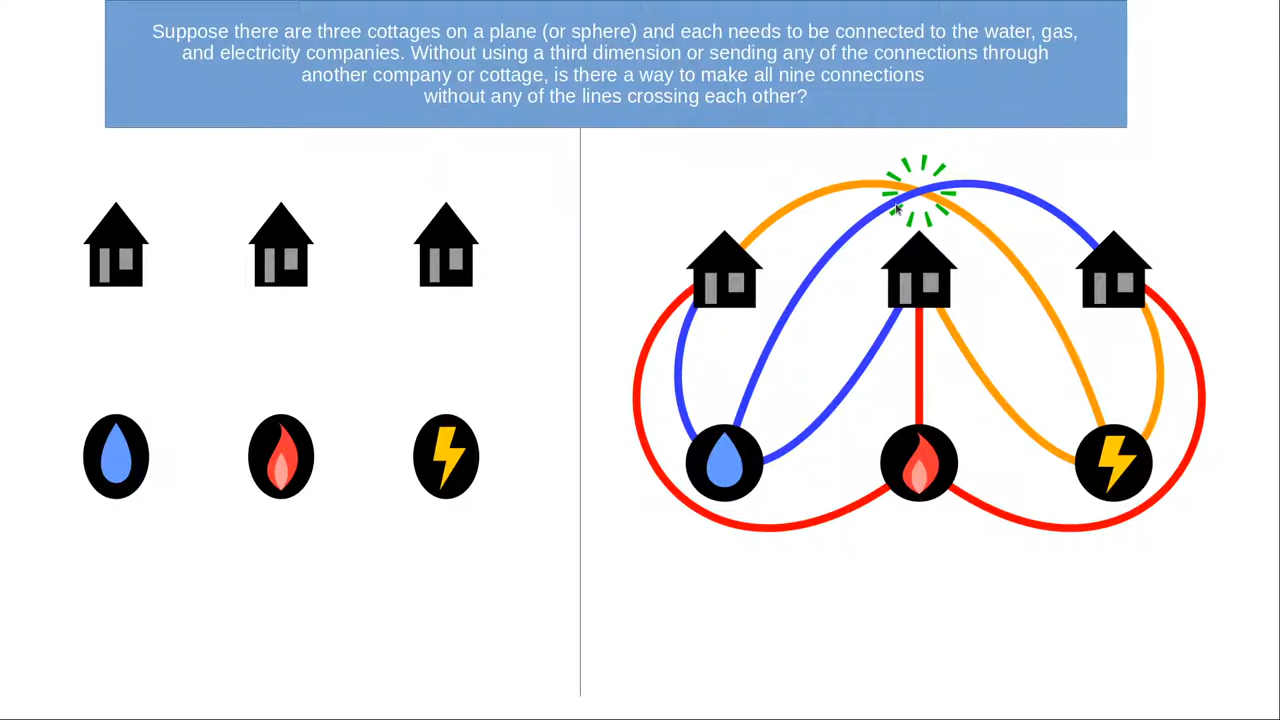 Suppose there are three cottages on a plane (or sphere) and each needs to be connected to the water, gas,
and electricity companies. Without using a third dimension or sending any of the connections through
another company or cottage, is there a way to make all nine connections
without any of the lines crossing each other?